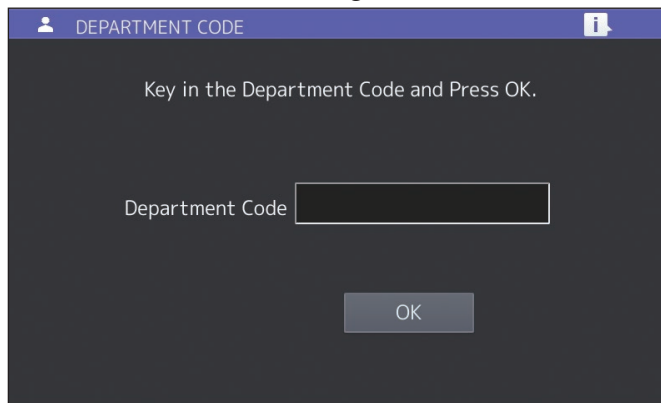 DEPARTMENT CODE
i
Key in the Department Code and Press OK.
Department Code
OK